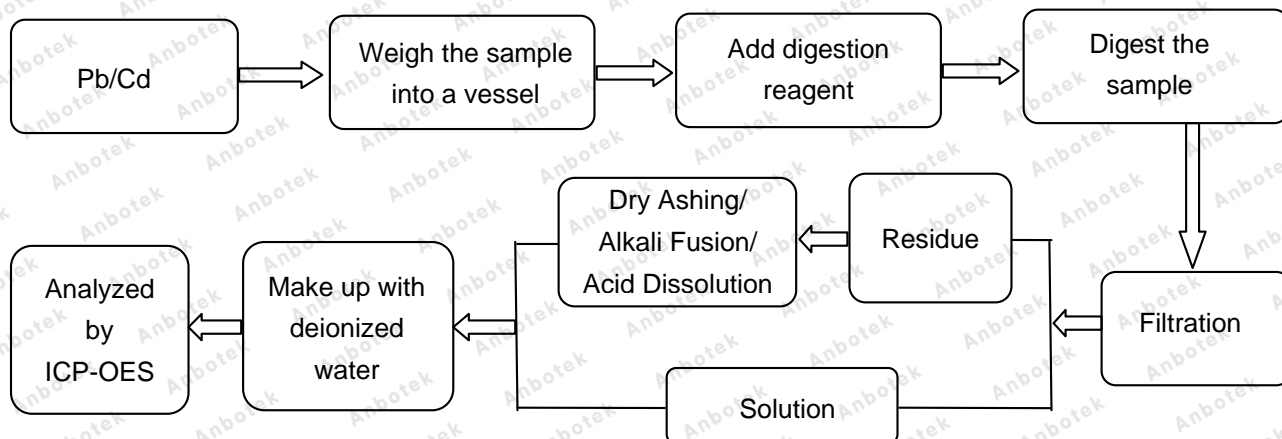 Pb/Cd
Weigh the sample
into a vessel
Add digestion
reagent
Digest the
sample
Filtration
Residue
Dry Ashing/
Alkali Fusion/
Acid Dissolution
Solution
Make up with
deionized
water
Analyzed
by
ICP-OES
Anbotek